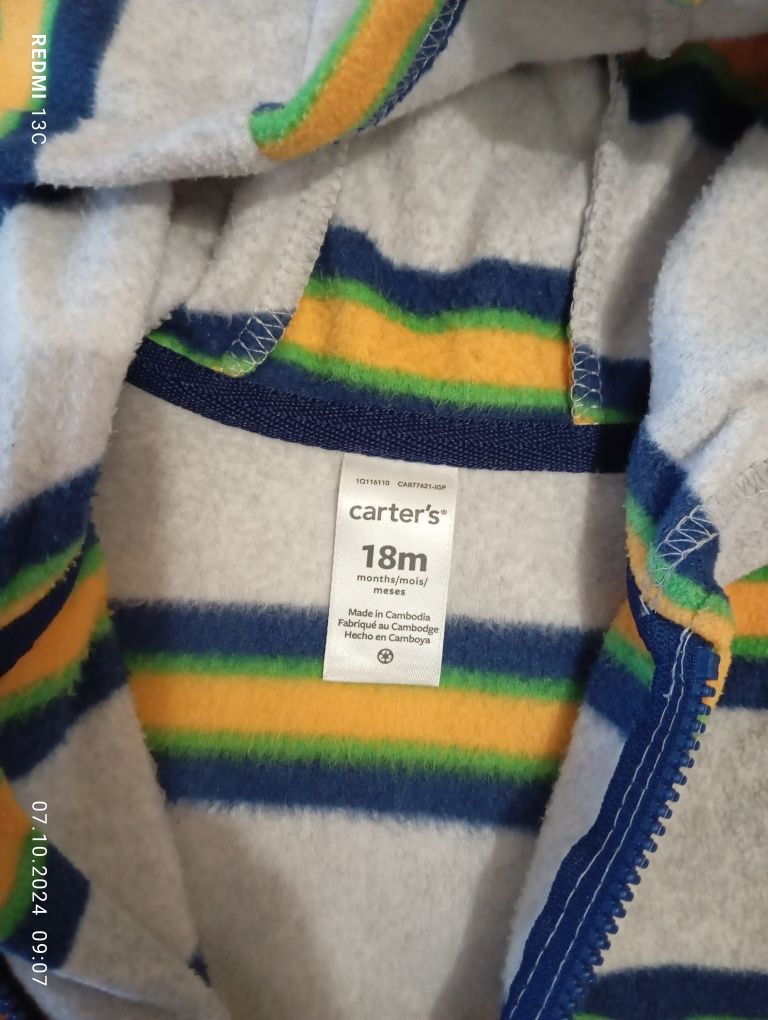 REDMI 13C
1Q116110 CAR77621-IGP
carter's®
18m
months/mois/
meses
Made in Cambodia
Fabriqué au Cambodge
Hecho en Camboya
07.10.2024 09:07